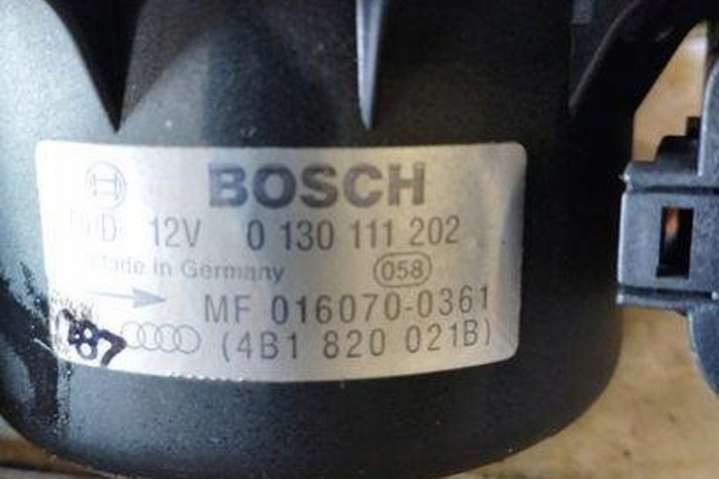 BOSCH
12V 0 130 111 202
Made in Germany 058
MF 016070-0361
(4B1 820 021B)